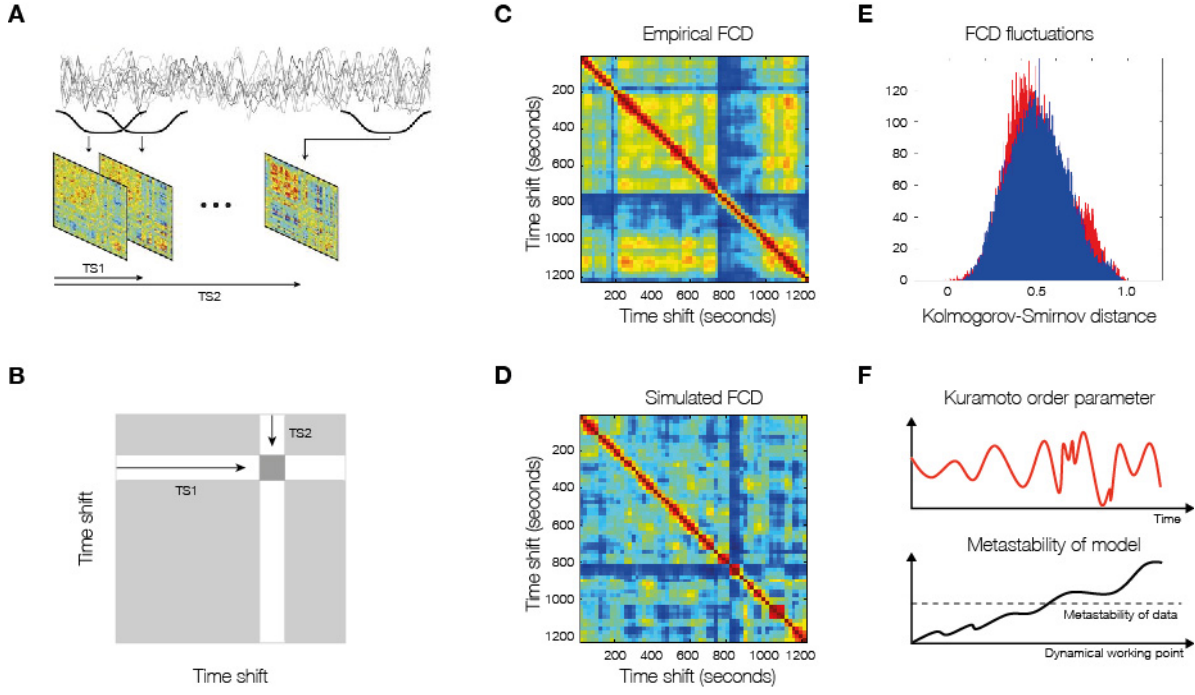 A
TS1
TS2
B
TS2
TS1
Time shift
Time shift
C
Empirical FCD
200
400
600
800
1000
1200
Time shift (seconds)
200 400 600 800 1000 1200
Time shift (seconds)
D
Simulated FCD
200
400
600
800
1000
1200
Time shift (seconds)
200 400 600 800 1000 1200
Time shift (seconds)
E
FCD fluctuations
120
100
80
60
40
20
0
0 0.5 1.0
Kolmogorov-Smirnov distance
F
Kuramoto order parameter
Time
Metastability of model
Metastability of data
Dynamical working point